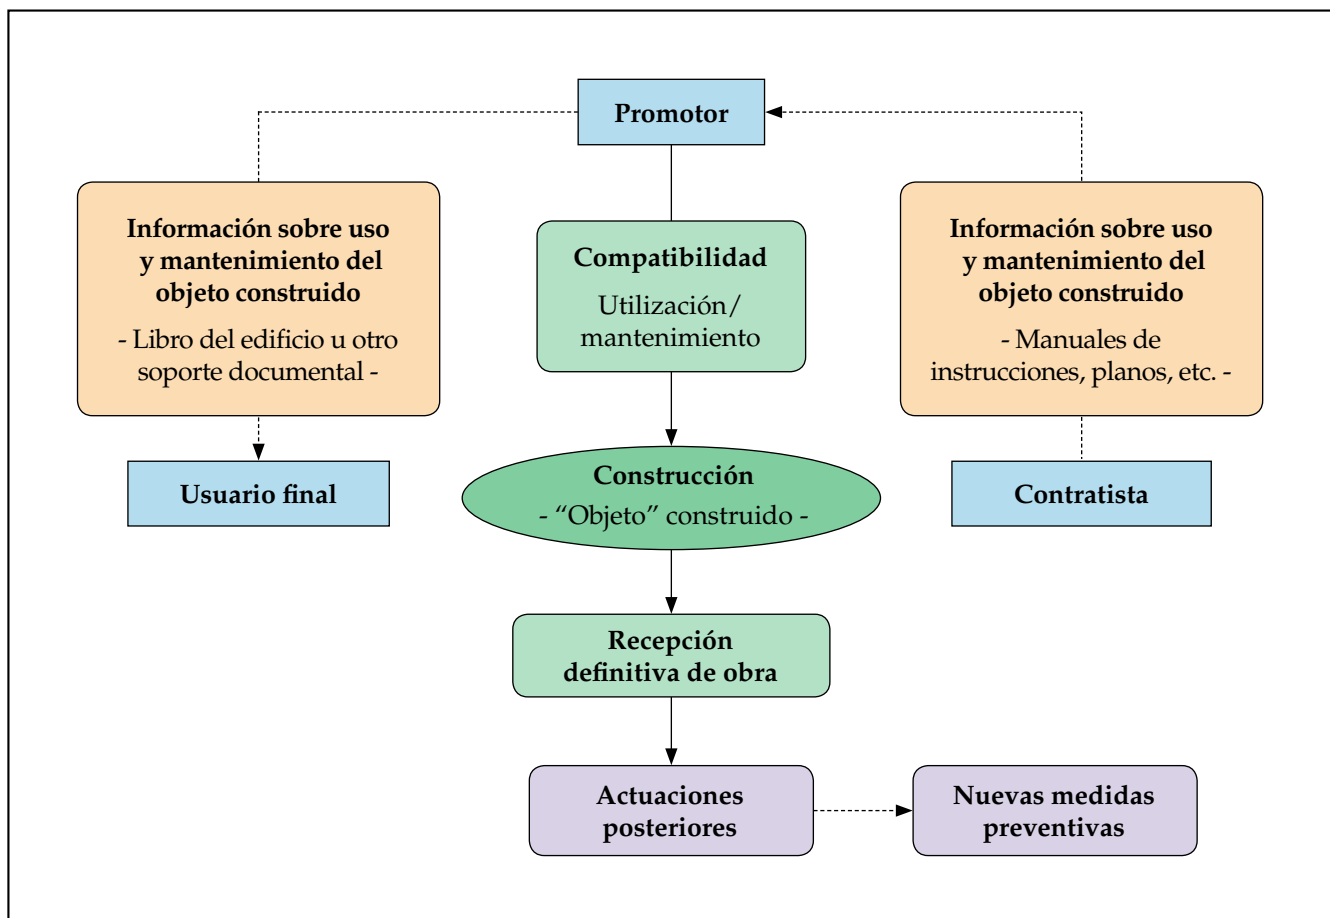 Promotor
Información sobre uso
y mantenimiento del
objeto construido
- Libro del edificio u otro
soporte documental -
Usuario final
Compatibilidad
Utilización/
mantenimiento
Información sobre uso
y mantenimiento del
objeto construido
- Manuales de
instrucciones, planos, etc. -
Contratista
Construcción
- “Objeto” construido -
Recepción
definitiva de obra
Actuaciones
posteriores
Nuevas medidas
preventivas